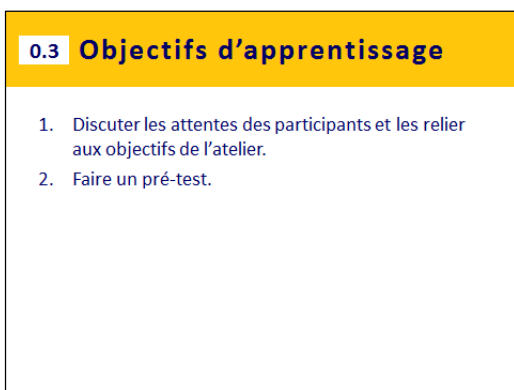 0.3 Objectifs d’apprentissage
1. Discuter les attentes des participants et les relier
aux objectifs de l’atelier.
2. Faire un pré-test.